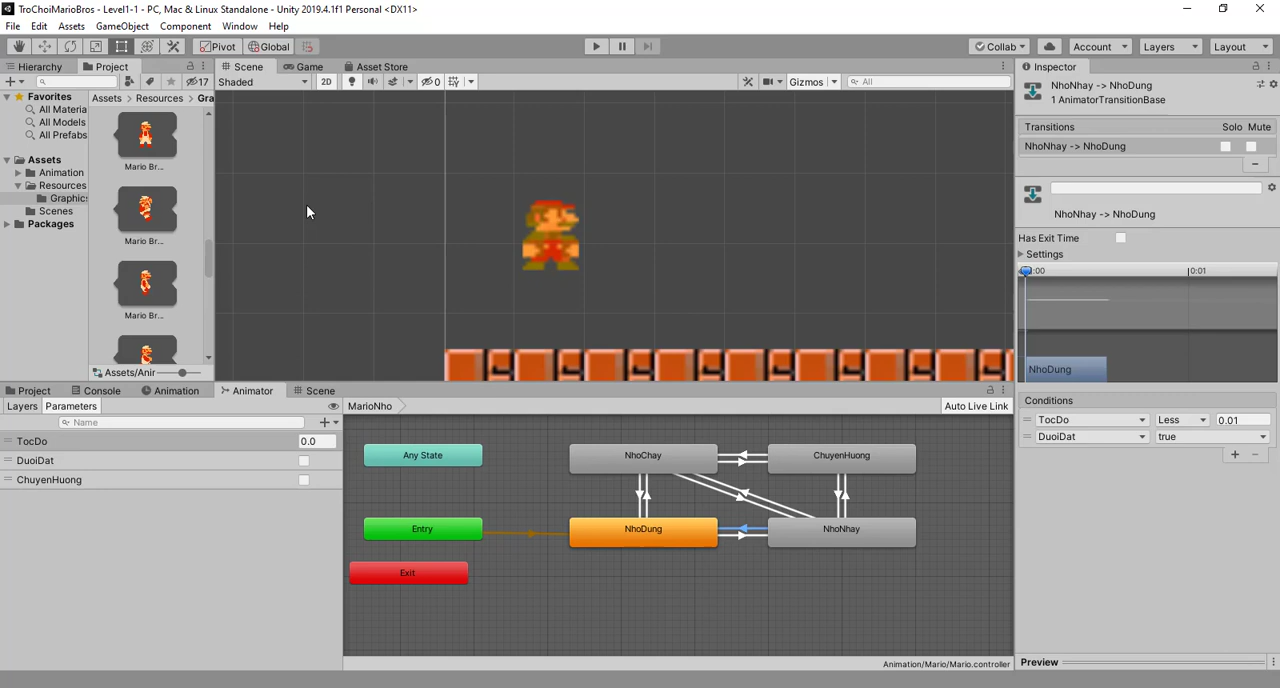 TroChoiMarioBros - Level1-1 - PC, Mac & Linux Standalone - Unity 2019.4.1f1 Personal <DX11>
File Edit Assets GameObject Component Window Help
Pivot Global Collab Account Layers Layout
Hierarchy Project Scene Game Asset Store Inspector
17 Shaded 2D 0 Gizmos All
Favorites
All Materia
All Models
All Prefabs
Assets
Animation
Resources
Graphics
Scenes
Packages
Assets Resources Gra
Mario Br...
Mario Br...
Mario Br...
Assets/Anir
NhoNhay -> NhoDung
1 AnimatorTransitionBase
Transitions Solo Mute
NhoNhay -> NhoDung
NhoNhay -> NhoDung
Has Exit Time
Settings
:00 0:01
NhoDung
Conditions
TocDo Less 0.01
DuoiDat true
Project Console Animation Animator Scene
Layers Parameters MarioNho Auto Live Link
Name
TocDo 0.0
DuoiDat
ChuyenHuong
Any State NhoChay ChuyenHuong
Entry NhoDung NhoNhay
Exit
Animation/Mario/Mario.controller
Preview